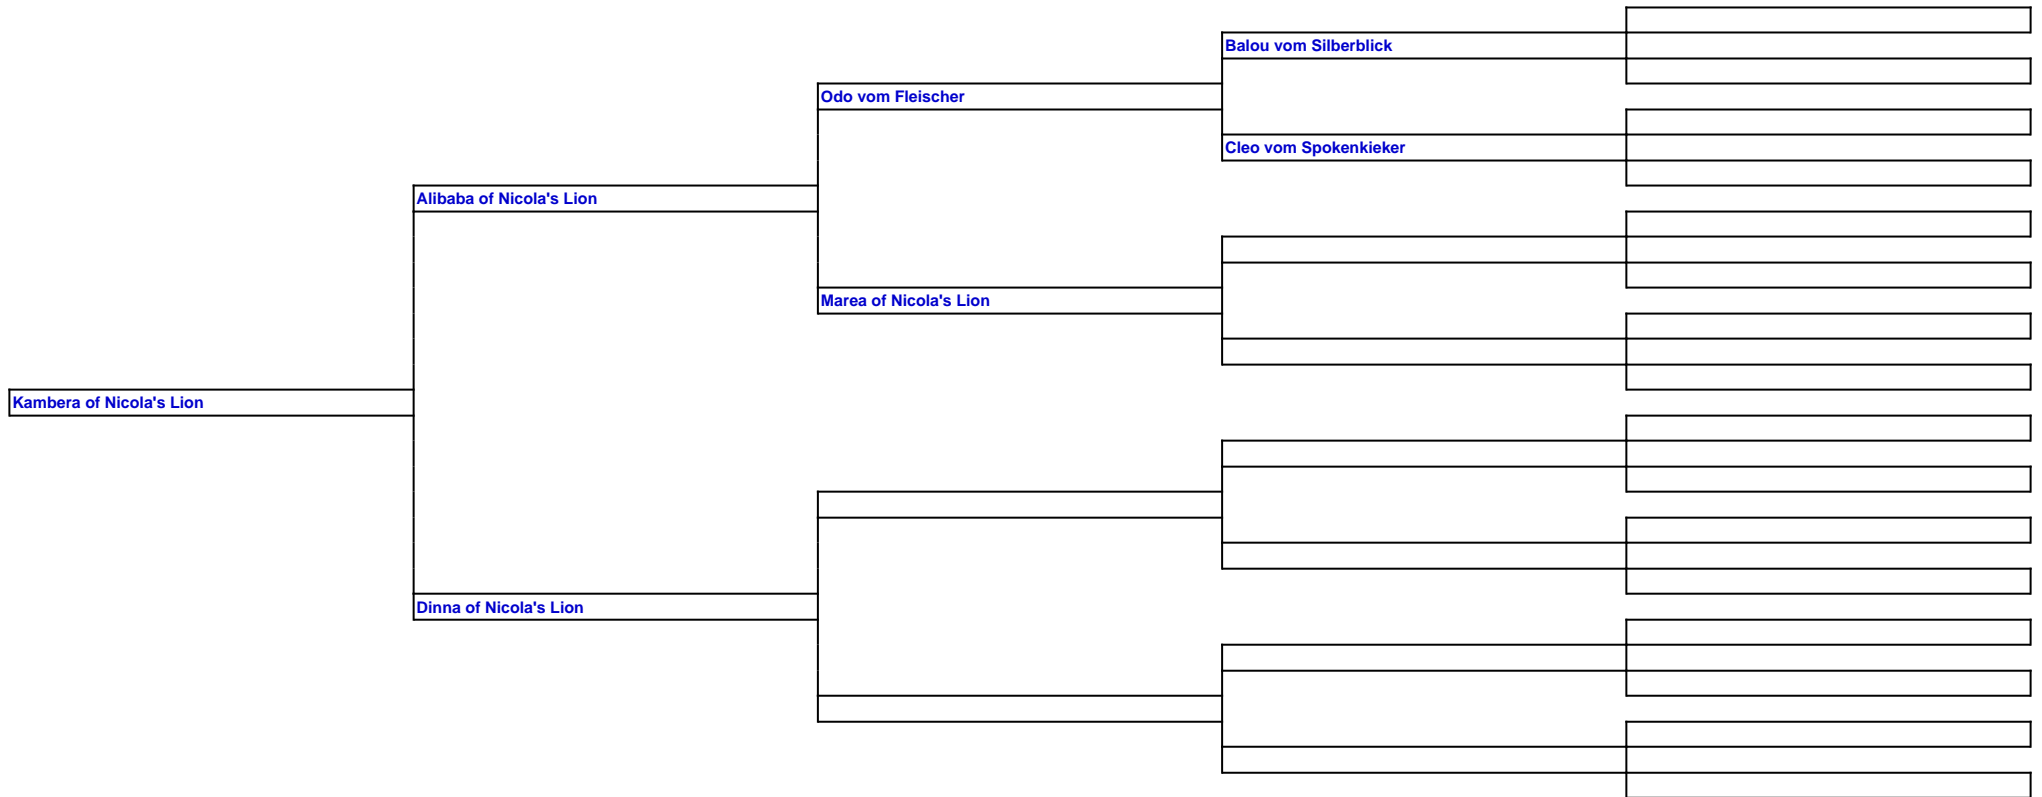 Balou vom Silberblick
Odo vom Fleischer
Cleo vom Spokenkieker
Alibaba of Nicola's Lion
Marea of Nicola's Lion
Kambera of Nicola's Lion
Dinna of Nicola's Lion